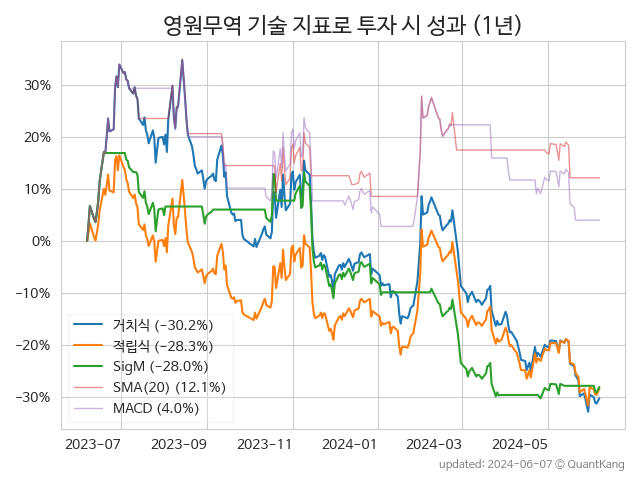 영원무역 기술 지표로 투자 시 성과 (1년)
30%
20%
10%
0%
−10%
−20%
−30%
거치식 (−30.2%)
적립식 (−28.3%)
SigM (−28.0%)
SMA(20) (12.1%)
MACD (4.0%)
2023−07
2023−09
2023−11
2024−01
2024−03
2024−05
updated: 2024−06−07 © QuantKang